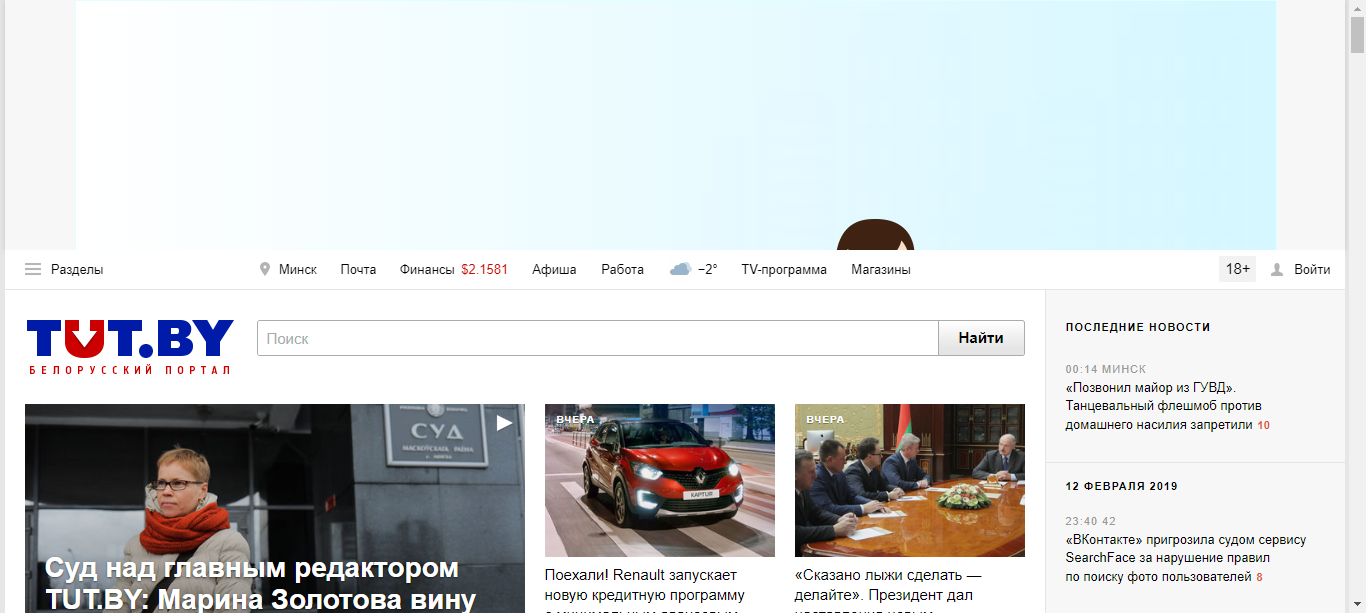 Разделы
Минск
Почта
Финансы $2.1581
Афиша
Работа
−2°
TV-программа
Магазины
18+
Войти
TUT.BY
БЕЛОРУССКИЙ ПОРТАЛ
Поиск
Найти
СУД
Суд над главным редактором
TUT.BY: Марина Золотова вину
ВЧЕРА
KAPTUR
Поехали! Renault запускает
новую кредитную программу
ВЧЕРА
«Сказано лыжи сделать —
делайте». Президент дал
ПОСЛЕДНИЕ НОВОСТИ
00:14 МИНСК
«Позвонил майор из ГУВД».
Танцевальный флешмоб против
домашнего насилия запретили 10
12 ФЕВРАЛЯ 2019
23:40 42
«ВКонтакте» пригрозила судом сервису
SearchFace за нарушение правил
по поиску фото пользователей 8